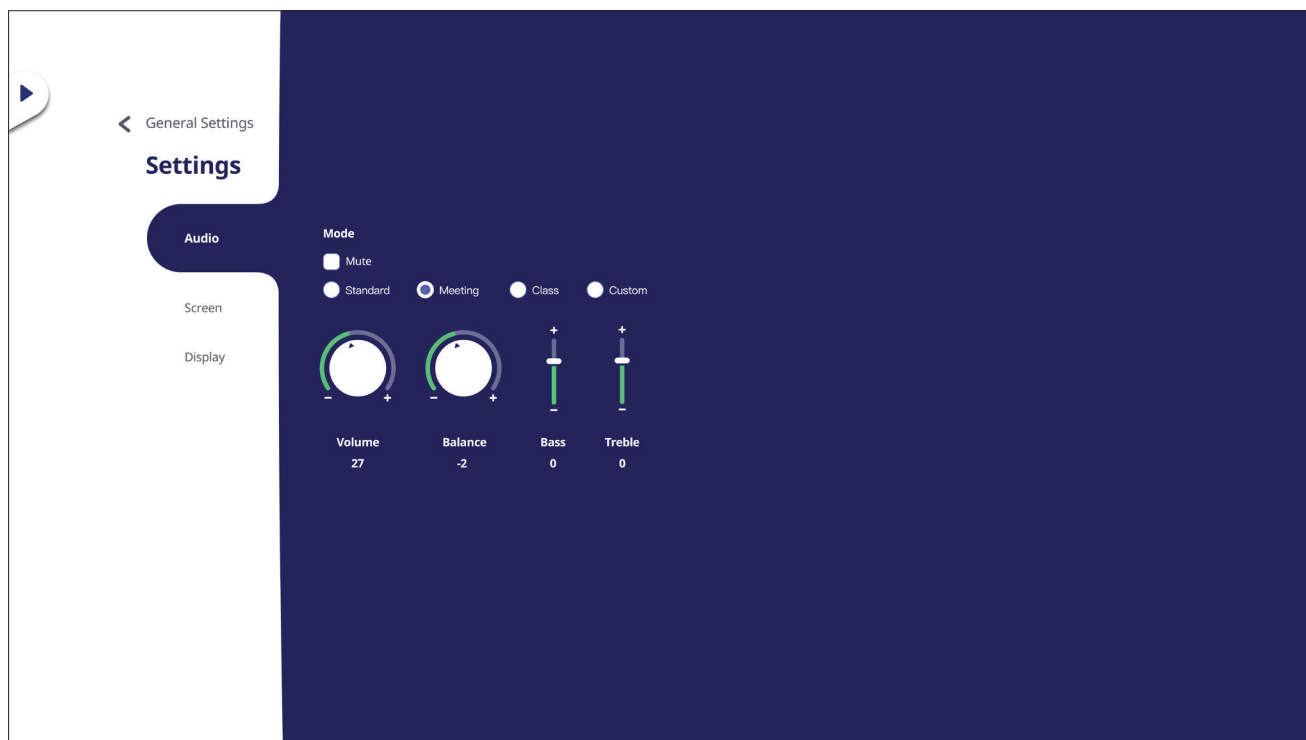 General Settings
Settings
Audio
Screen
Display
Mode
Mute
Standard Meeting Class Custom
+ +
- + - +
- -
Volume Balance Bass Treble
27 -2 0 0